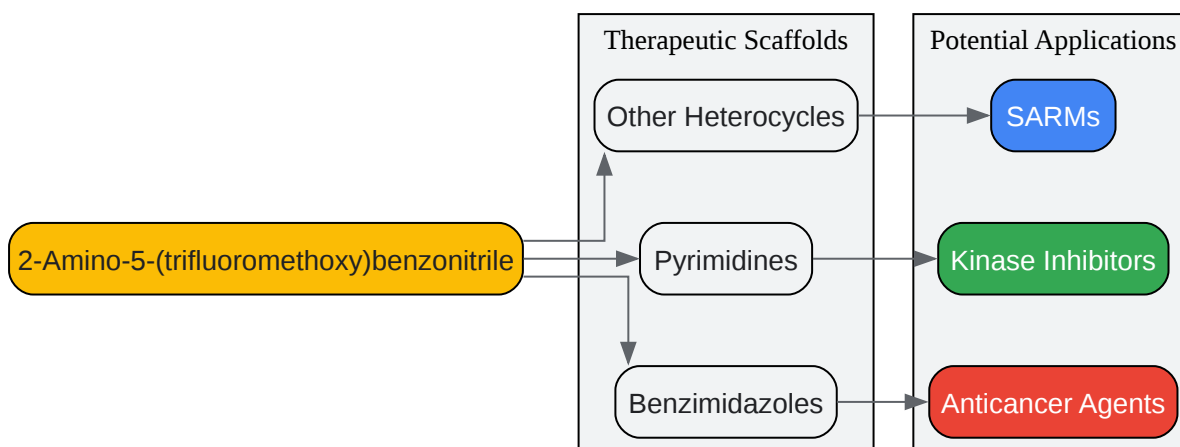 Therapeutic Scaffolds
Potential Applications
Other Heterocycles
SARMs
2-Amino-5-(trifluoromethoxy)benzonitrile
Pyrimidines
Kinase Inhibitors
Benzimidazoles
Anticancer Agents